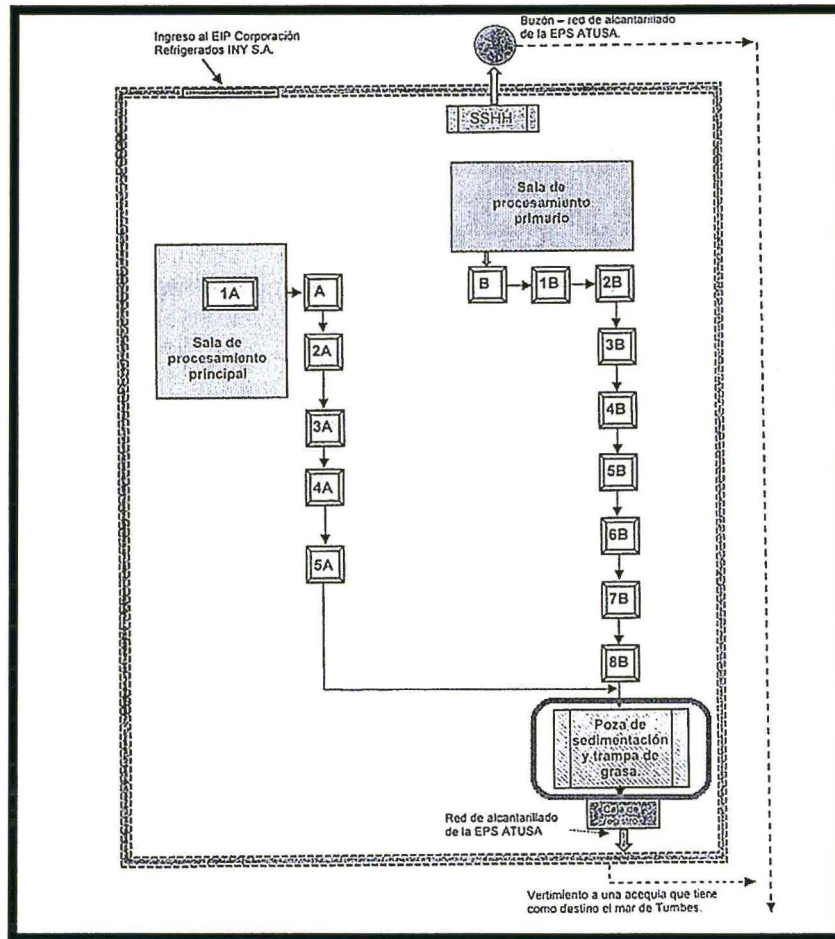 Ingreso al EIP Corporación
Refrigerados INY S.A.
Buzón – red de alcantarillado
de la EPS ATUSA.
SSHH
Sala de
procesamiento
primario
1A
Sala de
procesamiento
principal
A
2A
3A
4A
5A
B
1B
2B
3B
4B
5B
6B
7B
8B
Poza de
sedimentación
y trampa de
grasa.
Caja de
registro
Red de alcantarillado
de la EPS ATUSA
Vertimiento a una acequia que tiene
como destino el mar de Tumbes.